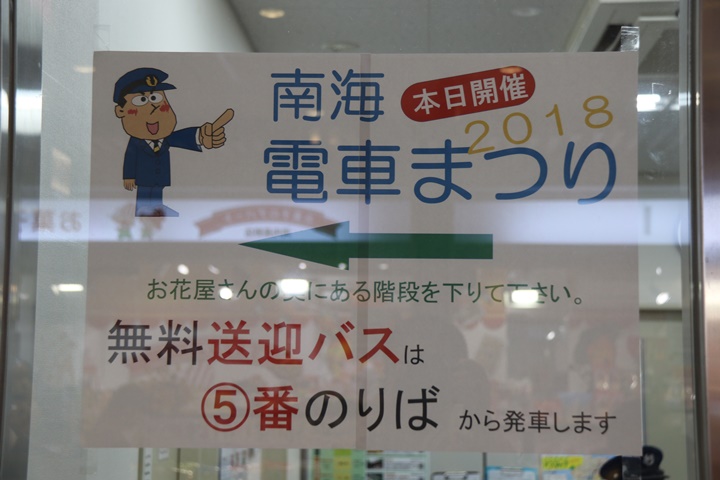 南海
本日開催
2018
電車まつり
お花屋さんの奥にある階段を下りて下さい。
無料送迎バスは
⑤番のりば から発車します